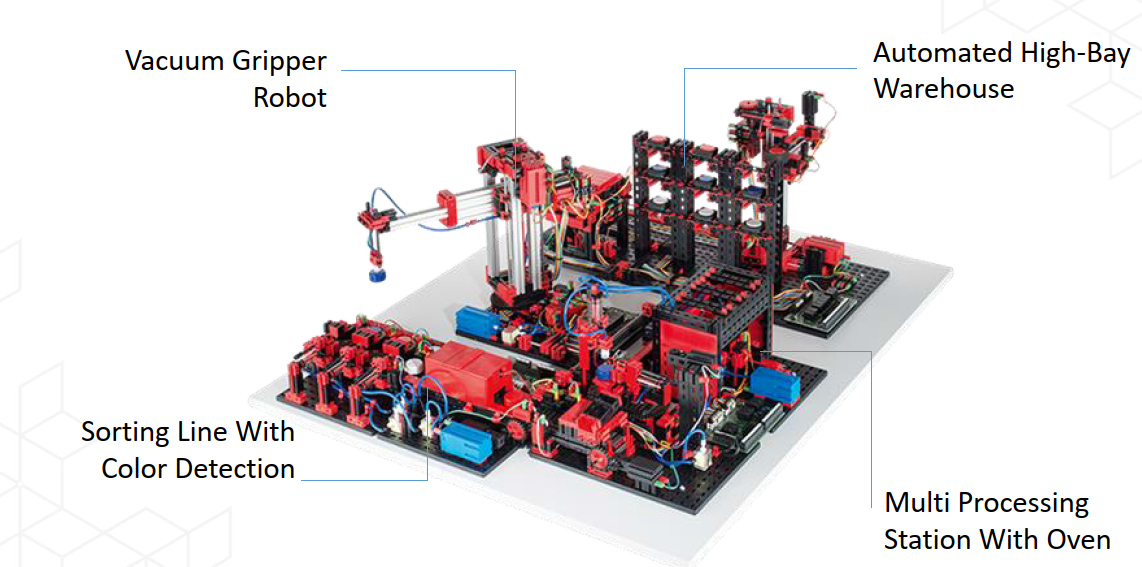 Vacuum Gripper
Robot
Automated High-Bay
Warehouse
Sorting Line With
Color Detection
Multi Processing
Station With Oven